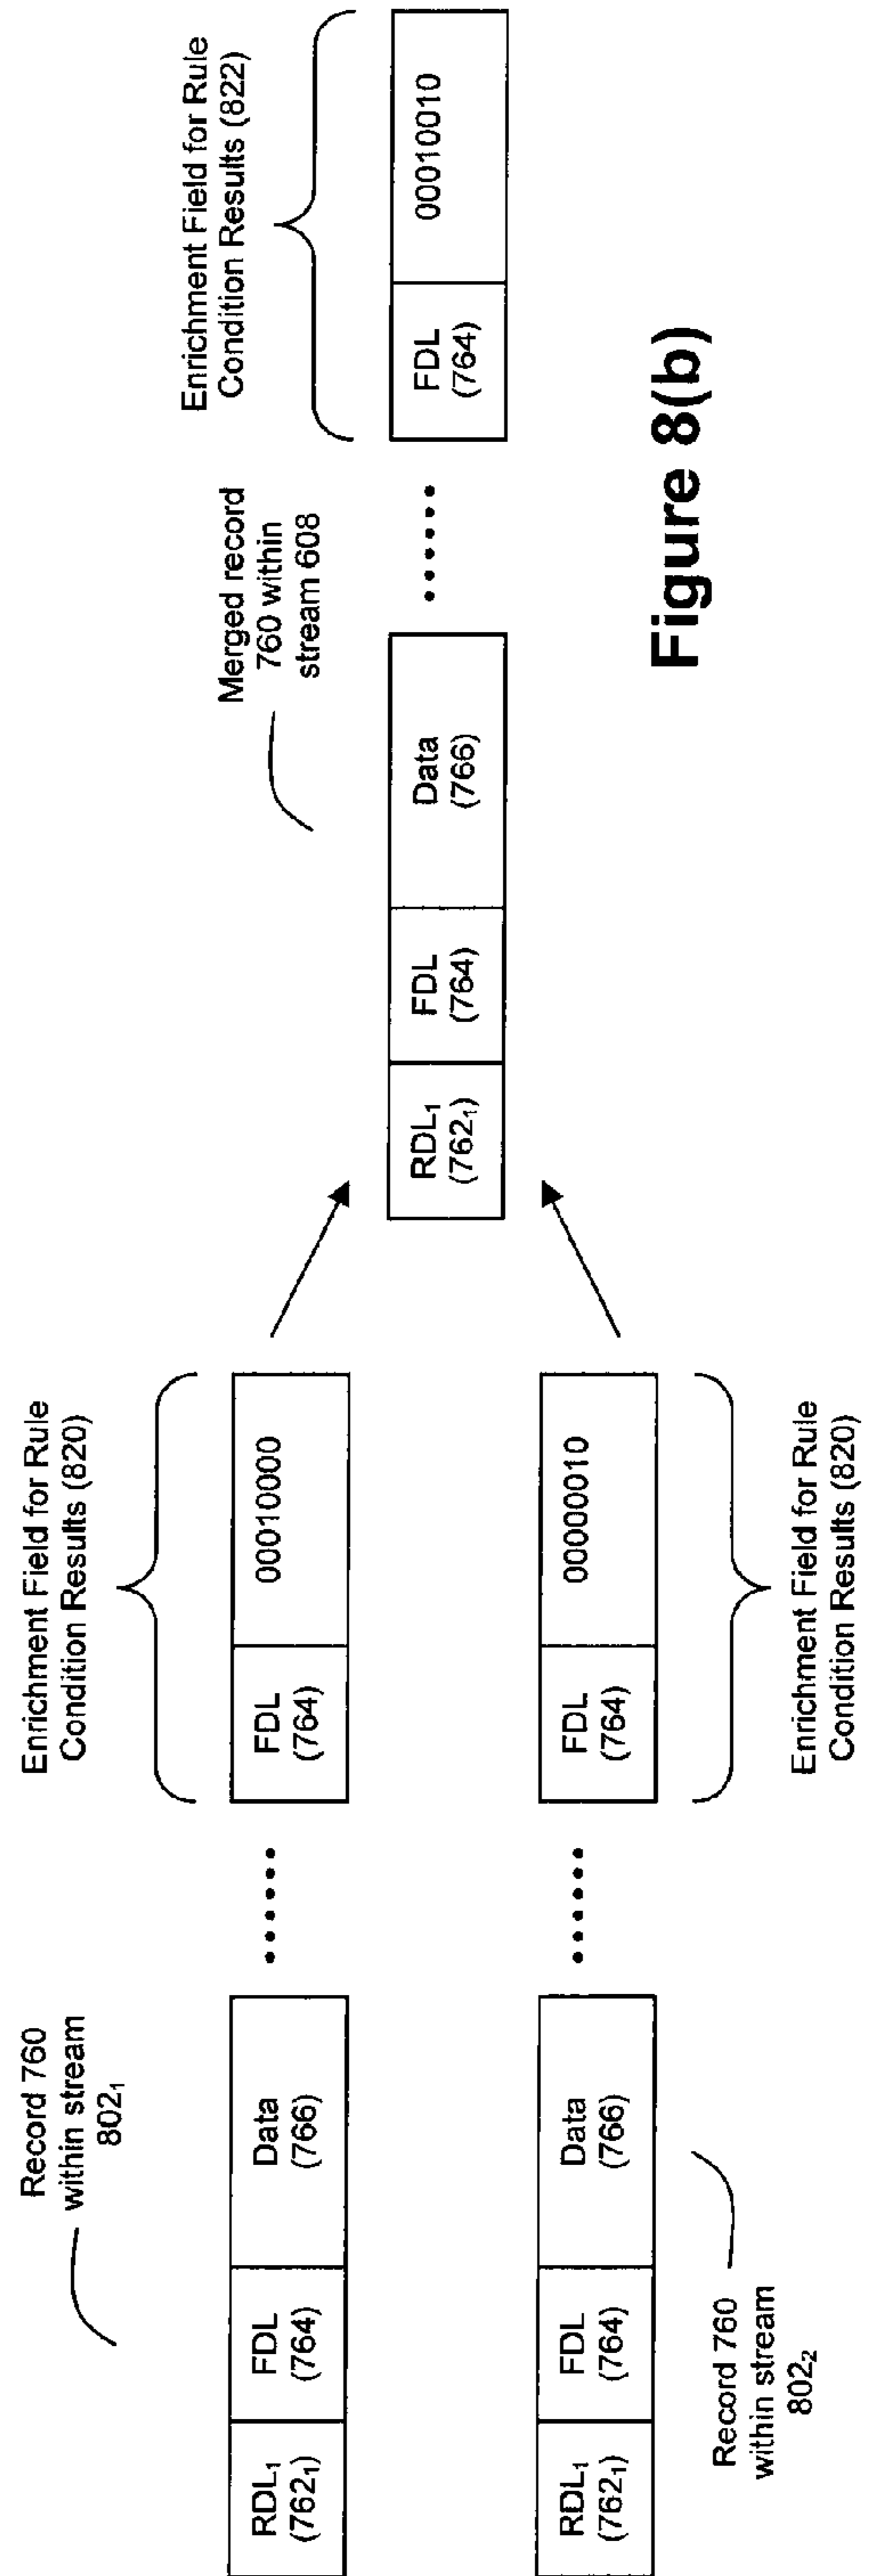 Record 760
within stream
802₁
Enrichment Field for Rule
Condition Results (820)
RDL₁
(762₁)
FDL
(764)
Data
(766)
.......
FDL
(764)
00010000
RDL₁
(762₁)
FDL
(764)
Data
(766)
.......
FDL
(764)
00000010
Record 760
within stream
802₂
Enrichment Field for Rule
Condition Results (820)
Merged record
760 within
stream 608
Enrichment Field for Rule
Condition Results (822)
RDL₁
(762₁)
FDL
(764)
Data
(766)
.......
FDL
(764)
00010010
Figure 8(b)